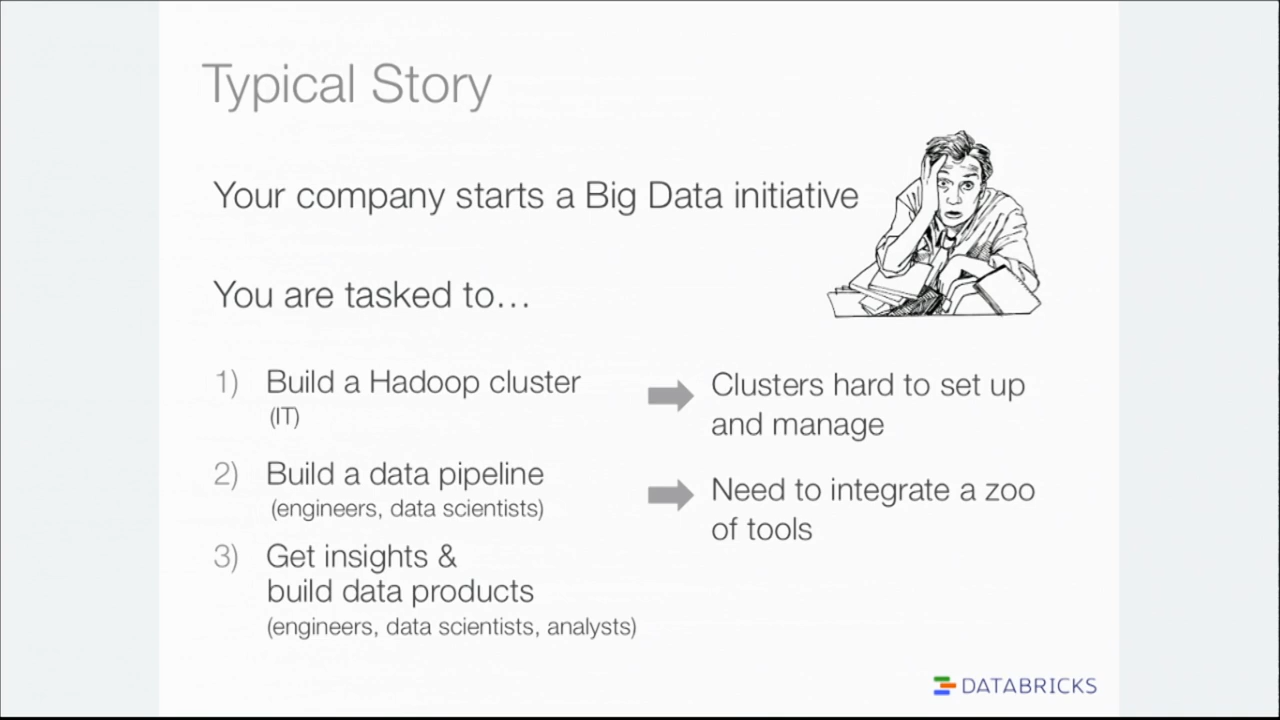 Typical Story
Your company starts a Big Data initiative
You are tasked to…
1) Build a Hadoop cluster
(IT)
Clusters hard to set up
and manage
2) Build a data pipeline
(engineers, data scientists)
Need to integrate a zoo
of tools
3) Get insights &
build data products
(engineers, data scientists, analysts)
DATABRICKS